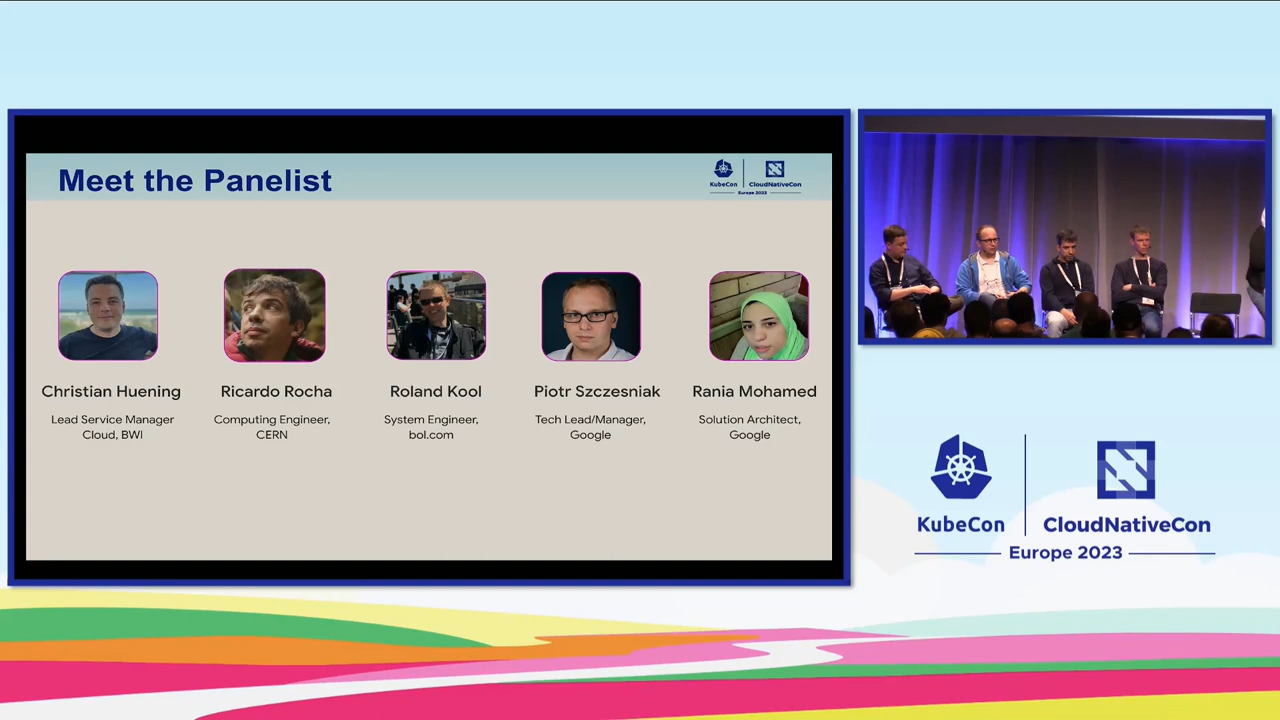 Meet the Panelist
KubeCon
CloudNativeCon
Europe 2023
Christian Huening
Lead Service Manager
Cloud, BWI
Ricardo Rocha
Computing Engineer,
CERN
Roland Kool
System Engineer,
bol.com
Piotr Szczesniak
Tech Lead/Manager,
Google
Rania Mohamed
Solution Architect,
Google
KubeCon
CloudNativeCon
Europe 2023